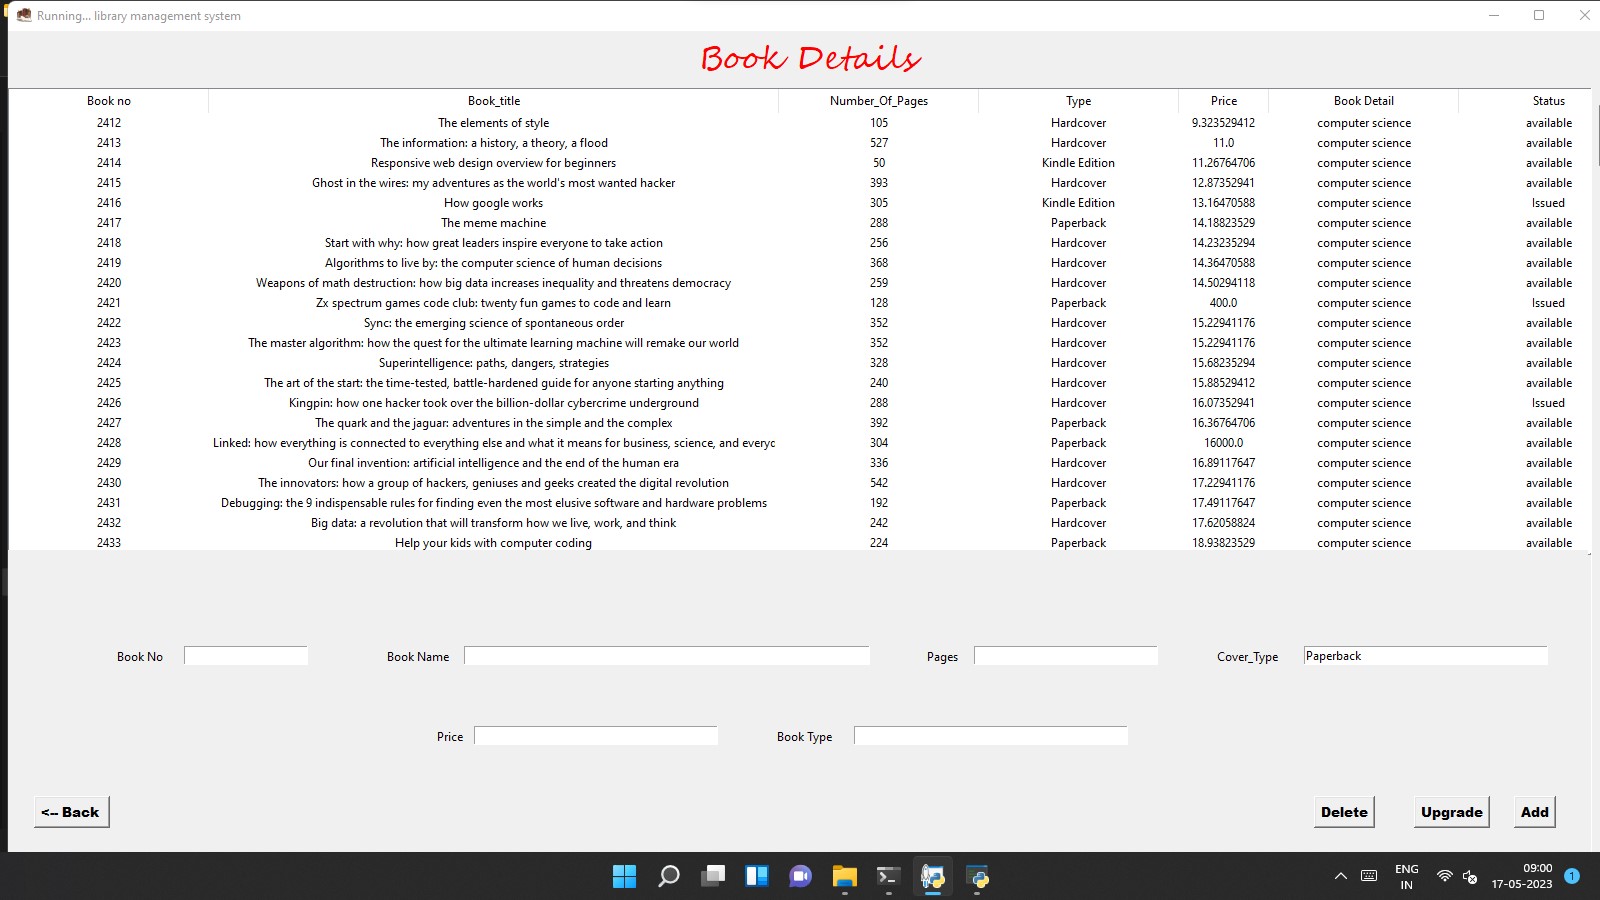 Running... library management system
Book Details
Book no Book_title Number_Of_Pages Type Price Book Detail Status
2412 The elements of style 105 Hardcover 9.323529412 computer science available
2413 The information: a history, a theory, a flood 527 Hardcover 11.0 computer science available
2414 Responsive web design overview for beginners 50 Kindle Edition 11.26764706 computer science available
2415 Ghost in the wires: my adventures as the world's most wanted hacker 393 Hardcover 12.87352941 computer science available
2416 How google works 305 Kindle Edition 13.16470588 computer science Issued
2417 The meme machine 288 Paperback 14.18823529 computer science available
2418 Start with why: how great leaders inspire everyone to take action 256 Hardcover 14.23235294 computer science available
2419 Algorithms to live by: the computer science of human decisions 368 Hardcover 14.36470588 computer science available
2420 Weapons of math destruction: how big data increases inequality and threatens democracy 259 Hardcover 14.50294118 computer science available
2421 Zx spectrum games code club: twenty fun games to code and learn 128 Paperback 400.0 computer science Issued
2422 Sync: the emerging science of spontaneous order 352 Hardcover 15.22941176 computer science available
2423 The master algorithm: how the quest for the ultimate learning machine will remake our world 352 Hardcover 15.22941176 computer science available
2424 Superintelligence: paths, dangers, strategies 328 Hardcover 15.68235294 computer science available
2425 The art of the start: the time-tested, battle-hardened guide for anyone starting anything 240 Hardcover 15.88529412 computer science available
2426 Kingpin: how one hacker took over the billion-dollar cybercrime underground 288 Hardcover 16.07352941 computer science Issued
2427 The quark and the jaguar: adventures in the simple and the complex 392 Paperback 16.36764706 computer science available
2428 Linked: how everything is connected to everything else and what it means for business, science, and everyc 304 Paperback 16000.0 computer science available
2429 Our final invention: artificial intelligence and the end of the human era 336 Hardcover 16.89117647 computer science available
2430 The innovators: how a group of hackers, geniuses and geeks created the digital revolution 542 Hardcover 17.22941176 computer science available
2431 Debugging: the 9 indispensable rules for finding even the most elusive software and hardware problems 192 Paperback 17.49117647 computer science available
2432 Big data: a revolution that will transform how we live, work, and think 242 Hardcover 17.62058824 computer science available
2433 Help your kids with computer coding 224 Paperback 18.93823529 computer science available
Book No Book Name Pages Cover_Type Paperback
Price Book Type
<-- Back Delete Upgrade Add
ENG 09:00
IN 17-05-2023 1